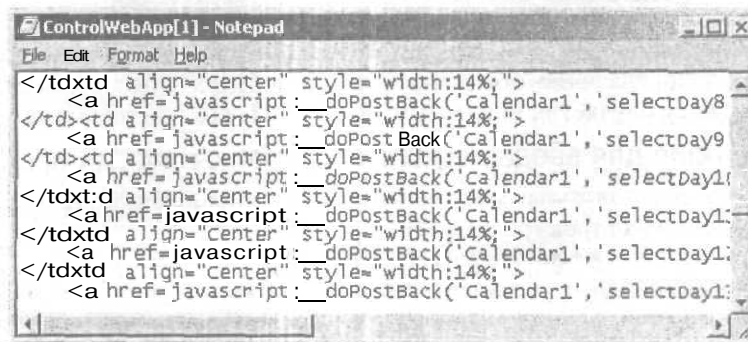 ControlWebApp[1] - Notepad
File Edit Format Help
</tdxtd align="Center" style="width:14%;">
<a href=javascript:__doPostBack('Calendar1','selectDay8
</td><td align="Center" style="width:14%;">
<a href=javascript:__doPost Back('Calendar1','selectDay9
</td><td align="Center" style="width:14%;">
<a href=javascript:__doPostBack('Calendar1','selectDay1
</tdxt:d align="Center" style="width:14%;">
<a href=javascript:__doPostBack('Calendar1','selectDay1
</tdxtd align="Center" style="width:14%;">
<a href=javascript:__doPostBack('Calendar1','selectDay1
</tdxtd align="Center" style="width:14%;">
<a href=javascript:__doPostBack('Calendar1','selectDay1